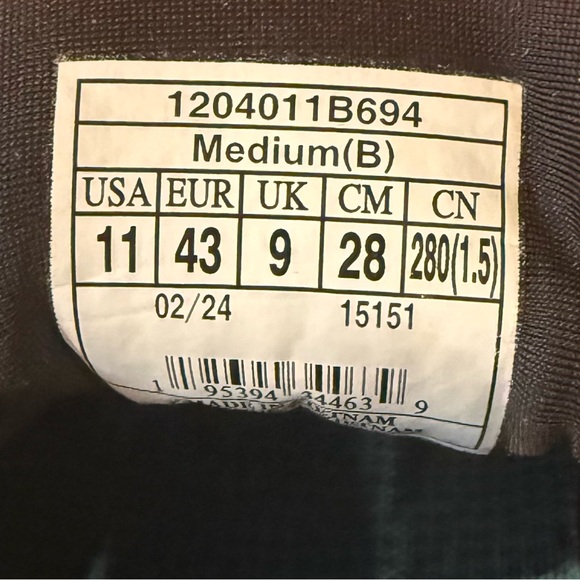 1204011B694
Medium(B)
USA EUR UK CM CN
11 43 9 28 280(1.5)
02/24 15151
1 95394 34463 9
MADE IN VIETNAM